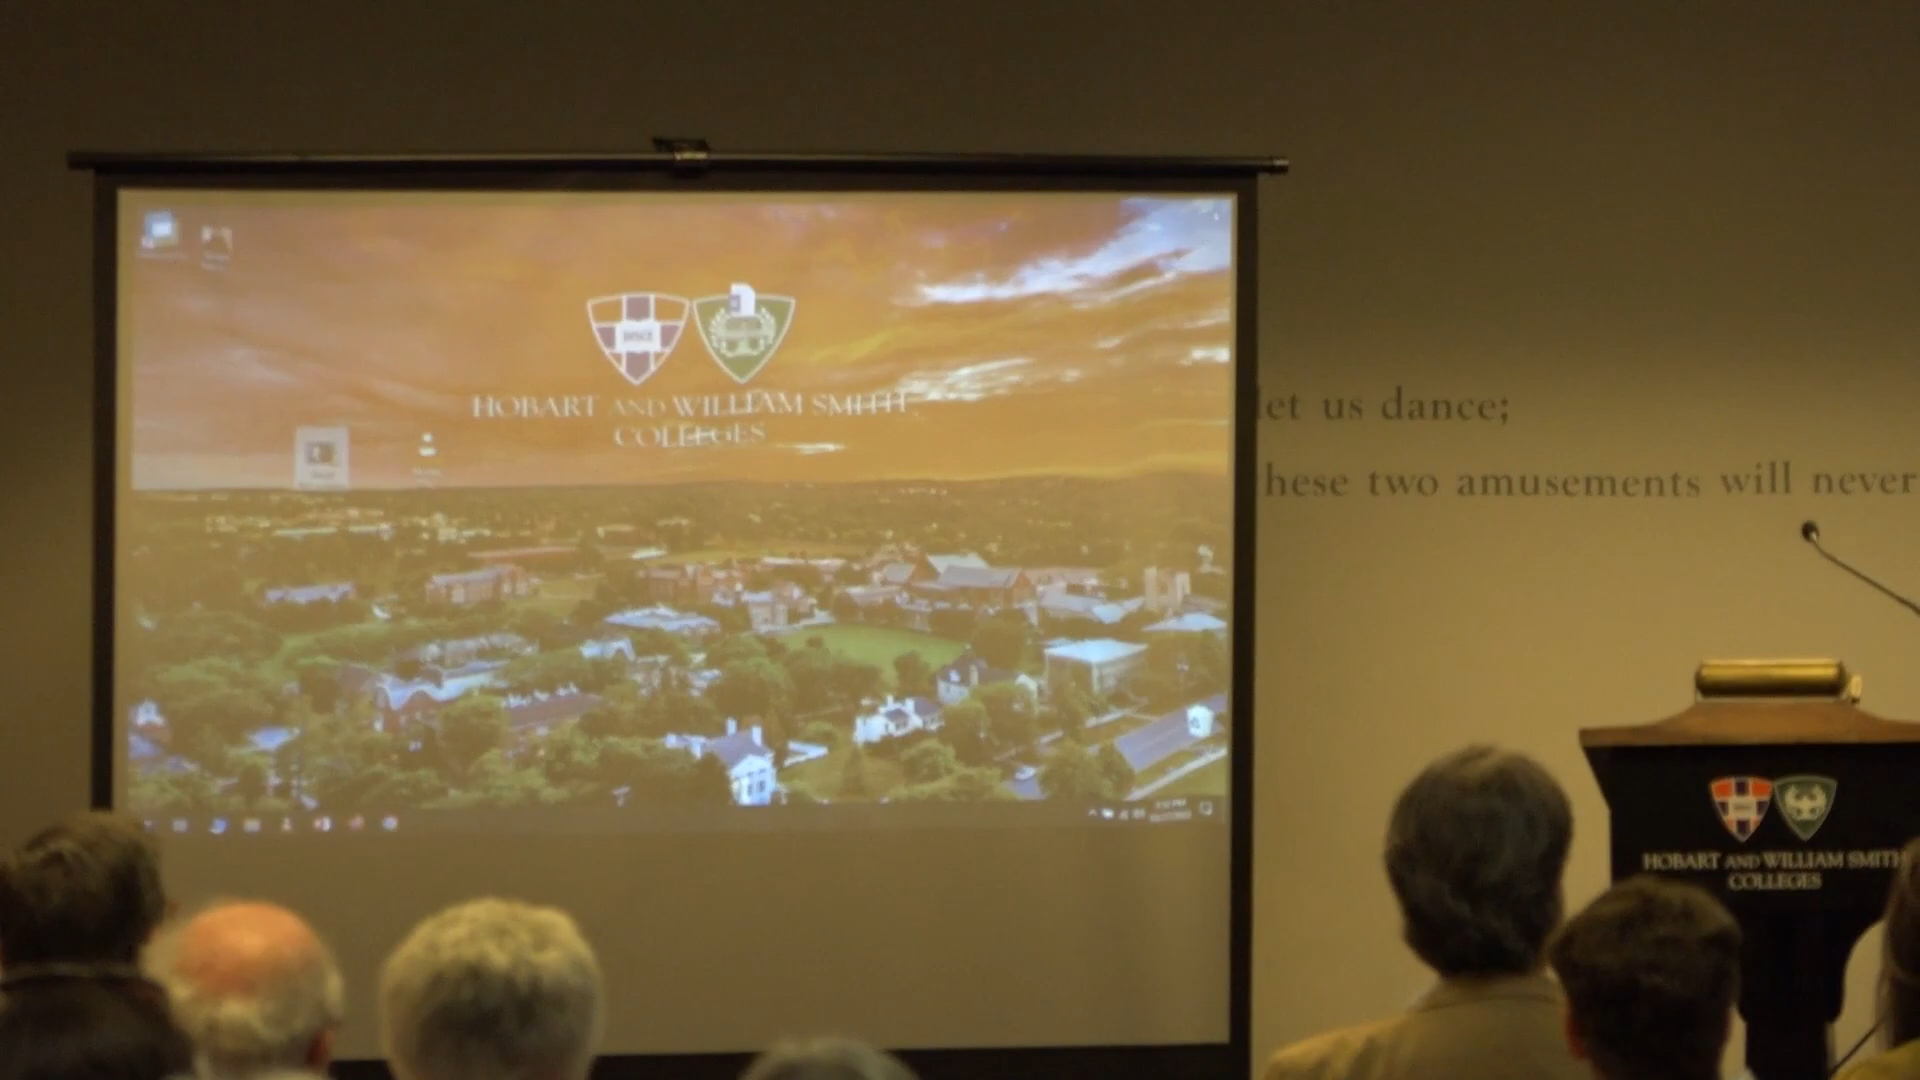 HOBART AND WILLIAM SMITH
COLLEGES
let us dance;
hese two amusements will never
HOBART AND WILLIAM SMITH
COLLEGES